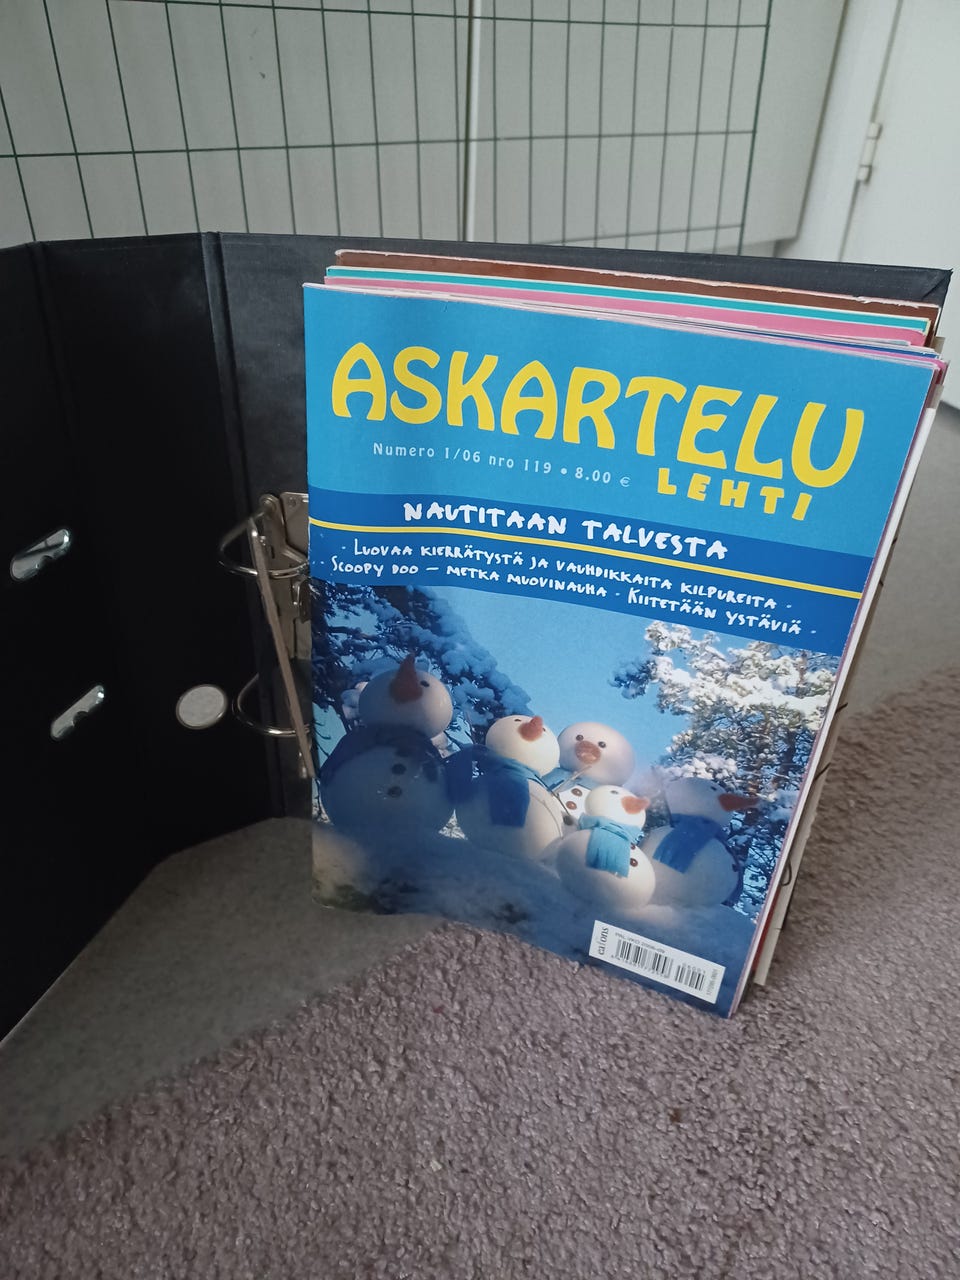 ASKARTELU
LEHTI
Numero 1/06 nro 119 • 8.00 €
NAUTITAAN TALVESTA
· LUOVAA KIERRÄTYSTÄ JA VAUHDIKKAITA KILPUREITA ·
SCOOPY DOO – METKA MUOVINAUHA · KIITETÄÄN YSTÄVIÄ ·